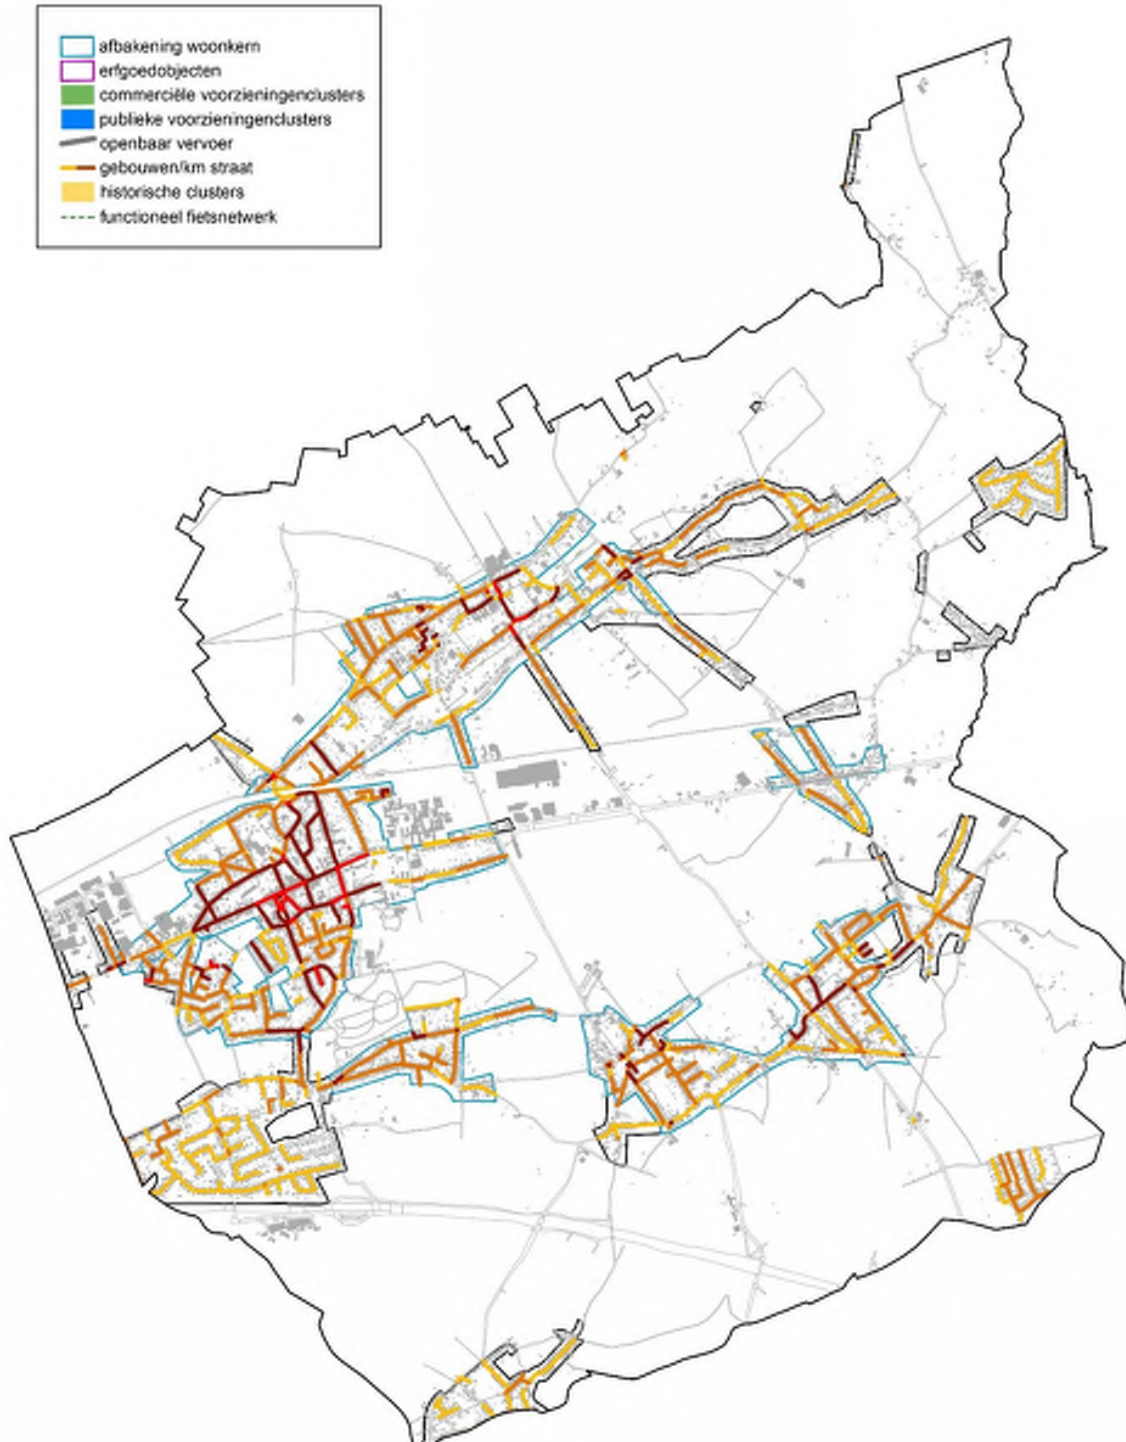 afbakening woonkern
erfgoedobjecten
commerciële voorzieningenclusters
publieke voorzieningenclusters
openbaar vervoer
gebouwen/km straat
historische clusters
functioneel fietsnetwerk